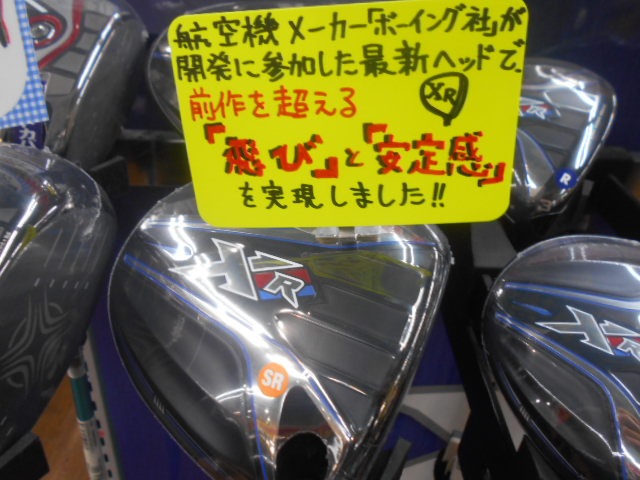 航空機メーカー「ボーイング社」が
開発に参加した最新ヘッドで、
XR
前作を超える
「飛び」と「安定感」
を実現しました!!
XR
SR
R
XR